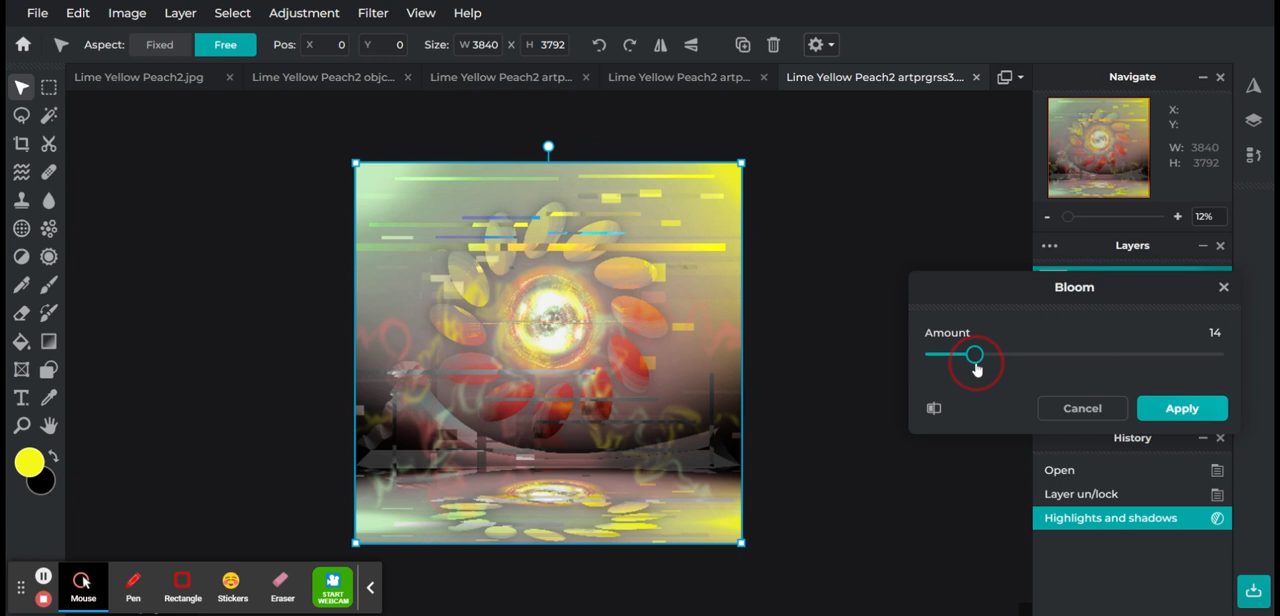 File Edit Image Layer Select Adjustment Filter View Help
Aspect: Fixed Free Pos: X 0 Y 0 Size: W 3840 X H 3792
Lime Yellow Peach2.jpg Lime Yellow Peach2 objc... Lime Yellow Peach2 artp... Lime Yellow Peach2 artp... Lime Yellow Peach2 artprgrss3....
Navigate
X:
Y:
W: 3840
H: 3792
- + 12%
Layers
Bloom
Amount 14
Cancel Apply
History
Open
Layer un/lock
Highlights and shadows
Mouse Pen Rectangle Stickers Eraser START
WEBCAM